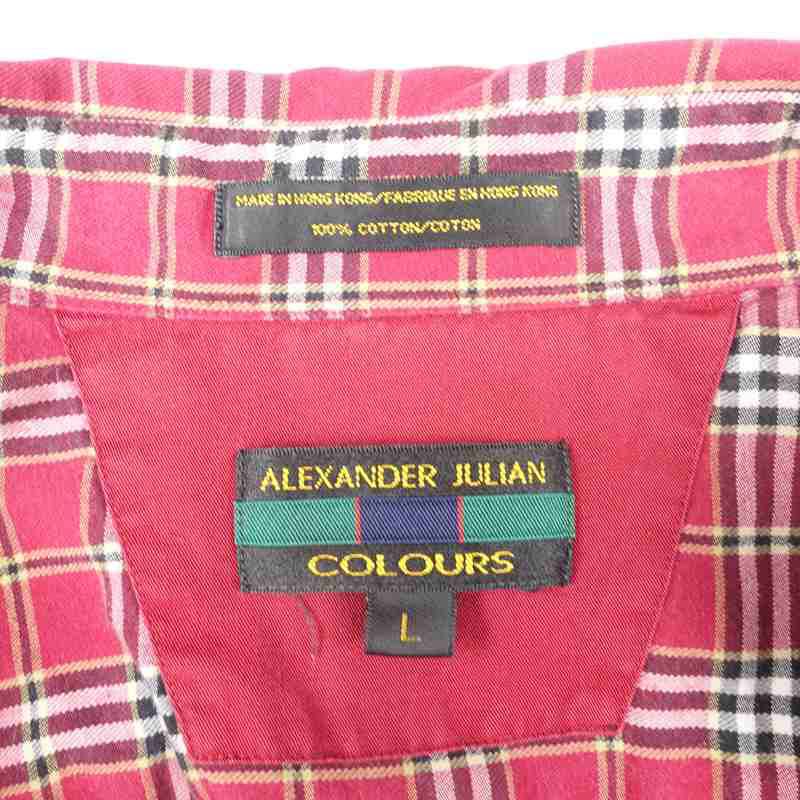 MADE IN HONG KONG/FABRIQUE EN HONG KONG
100% COTTON/COTON
ALEXANDER JULIAN
COLOURS
L